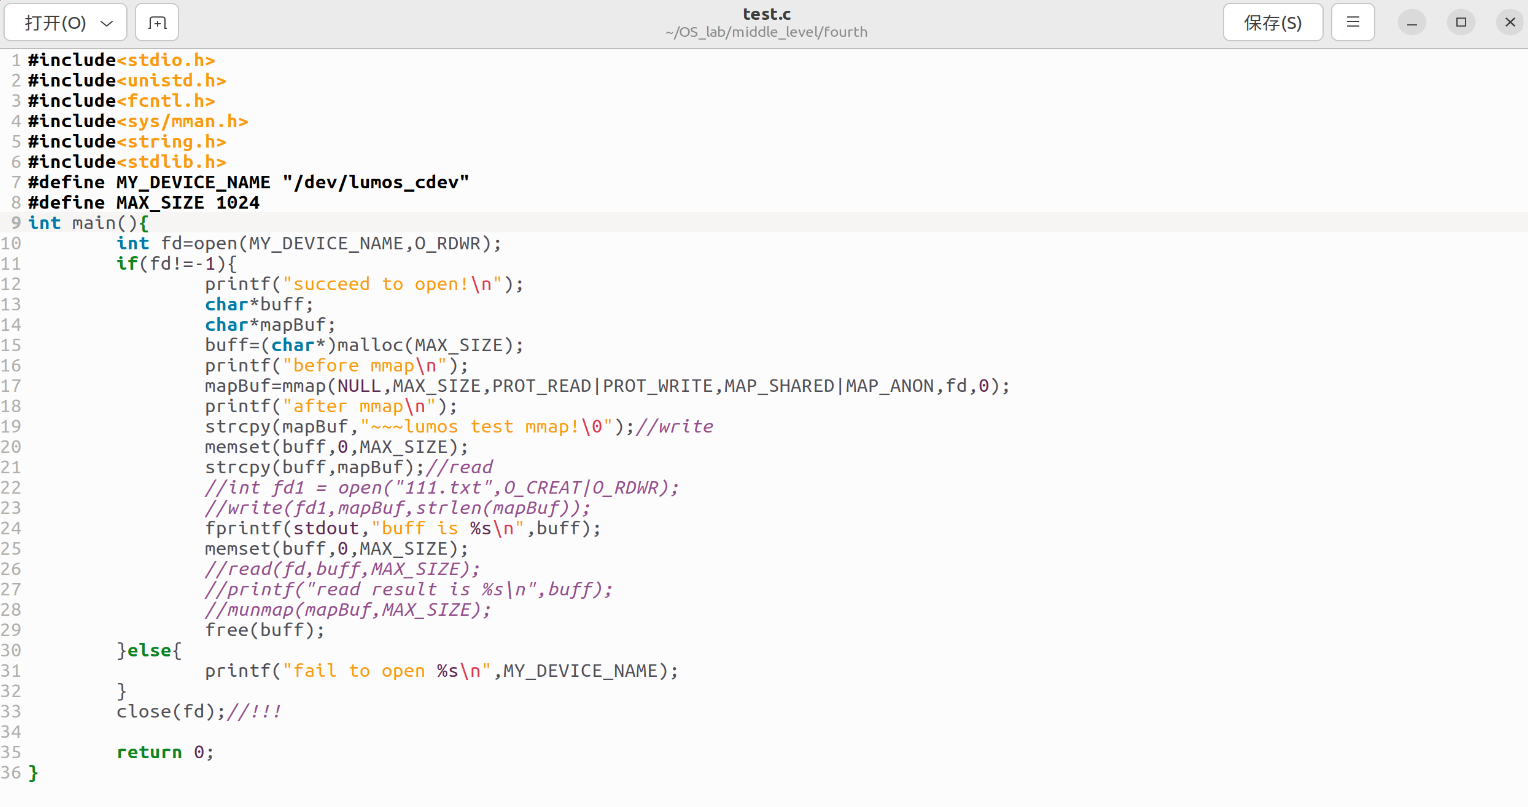 打开(O)
test.c
~/OS_lab/middle_level/fourth
保存(S)
1 #include<stdio.h>
2 #include<unistd.h>
3 #include<fcntl.h>
4 #include<sys/mman.h>
5 #include<string.h>
6 #include<stdlib.h>
7 #define MY_DEVICE_NAME "/dev/lumos_cdev"
8 #define MAX_SIZE 1024
9 int main(){
10 int fd=open(MY_DEVICE_NAME,O_RDWR);
11 if(fd!=-1){
12 printf("succeed to open!\n");
13 char*buff;
14 char*mapBuf;
15 buff=(char*)malloc(MAX_SIZE);
16 printf("before mmap\n");
17 mapBuf=mmap(NULL,MAX_SIZE,PROT_READ|PROT_WRITE,MAP_SHARED|MAP_ANON,fd,0);
18 printf("after mmap\n");
19 strcpy(mapBuf,"~~~lumos test mmap!\0");//write
20 memset(buff,0,MAX_SIZE);
21 strcpy(buff,mapBuf);//read
22 //int fd1 = open("111.txt",O_CREAT|O_RDWR);
23 //write(fd1,mapBuf,strlen(mapBuf));
24 fprintf(stdout,"buff is %s\n",buff);
25 memset(buff,0,MAX_SIZE);
26 //read(fd,buff,MAX_SIZE);
27 //printf("read result is %s\n",buff);
28 //munmap(mapBuf,MAX_SIZE);
29 free(buff);
30 }else{
31 printf("fail to open %s\n",MY_DEVICE_NAME);
32 }
33 close(fd);//!!!
34
35 return 0;
36 }